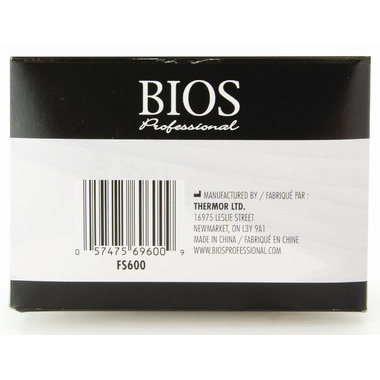 BIOS
Professional
MANUFACTURED BY / FABRIQUÉ PAR :
THERMOR LTD.
16975 LESLIE STREET
NEWMARKET, ON L3Y 9A1
MADE IN CHINA / FABRIQUÉ EN CHINE
WWW.BIOSPROFESSIONAL.COM
0 57475 69600 9
FS600